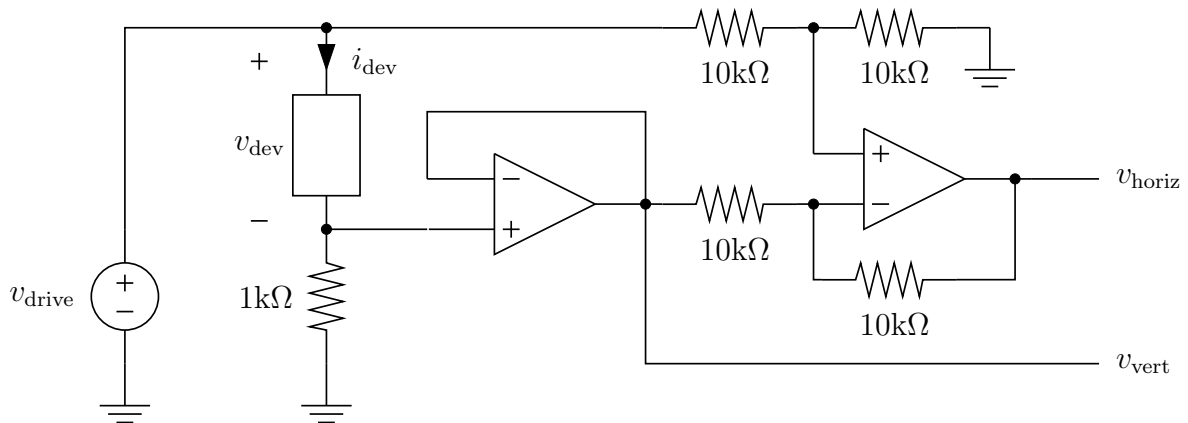 10kΩ
10kΩ
+
i_dev
v_dev
−
+
v_horiz
−
−
+
10kΩ
v_drive
+
−
1kΩ
10kΩ
v_vert